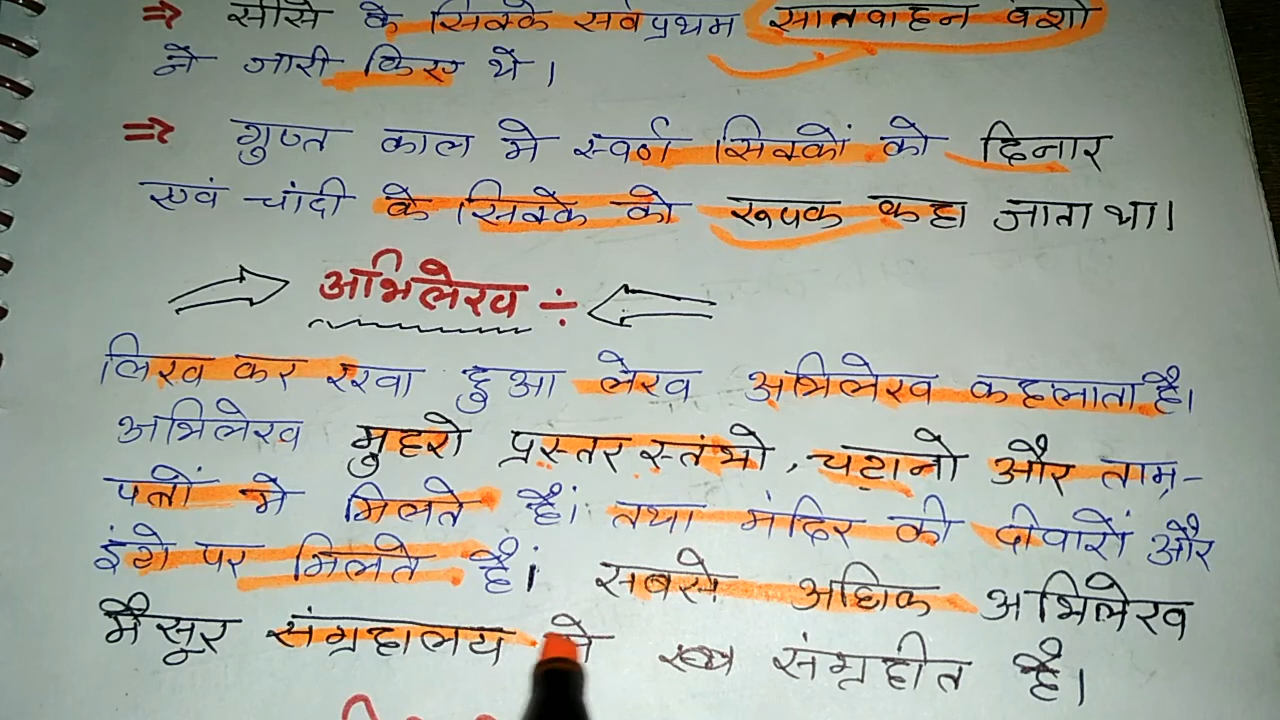 ⇒ सीसे के सिक्के सर्वप्रथम सातवाहन वंशो
ने जारी किए थे।
⇒ गुप्त काल मे स्वर्ण सिक्कों को दिनार
एवं चांदी के सिक्के को रूपक कहा जाता था।
अभिलेख ÷
लिख कर रखा हुआ लेख अभिलेख कहलाता है।
अभिलेख मुहरो प्रस्तर स्तंभो, चटानो और ताम्र-
पतों मे मिलते हैं। तथा मंदिर की दीवारों और
इंटो पर मिलते हैं। सबसे अधिक अभिलेख
मैसूर संग्रहालय मे संग्रहीत है।